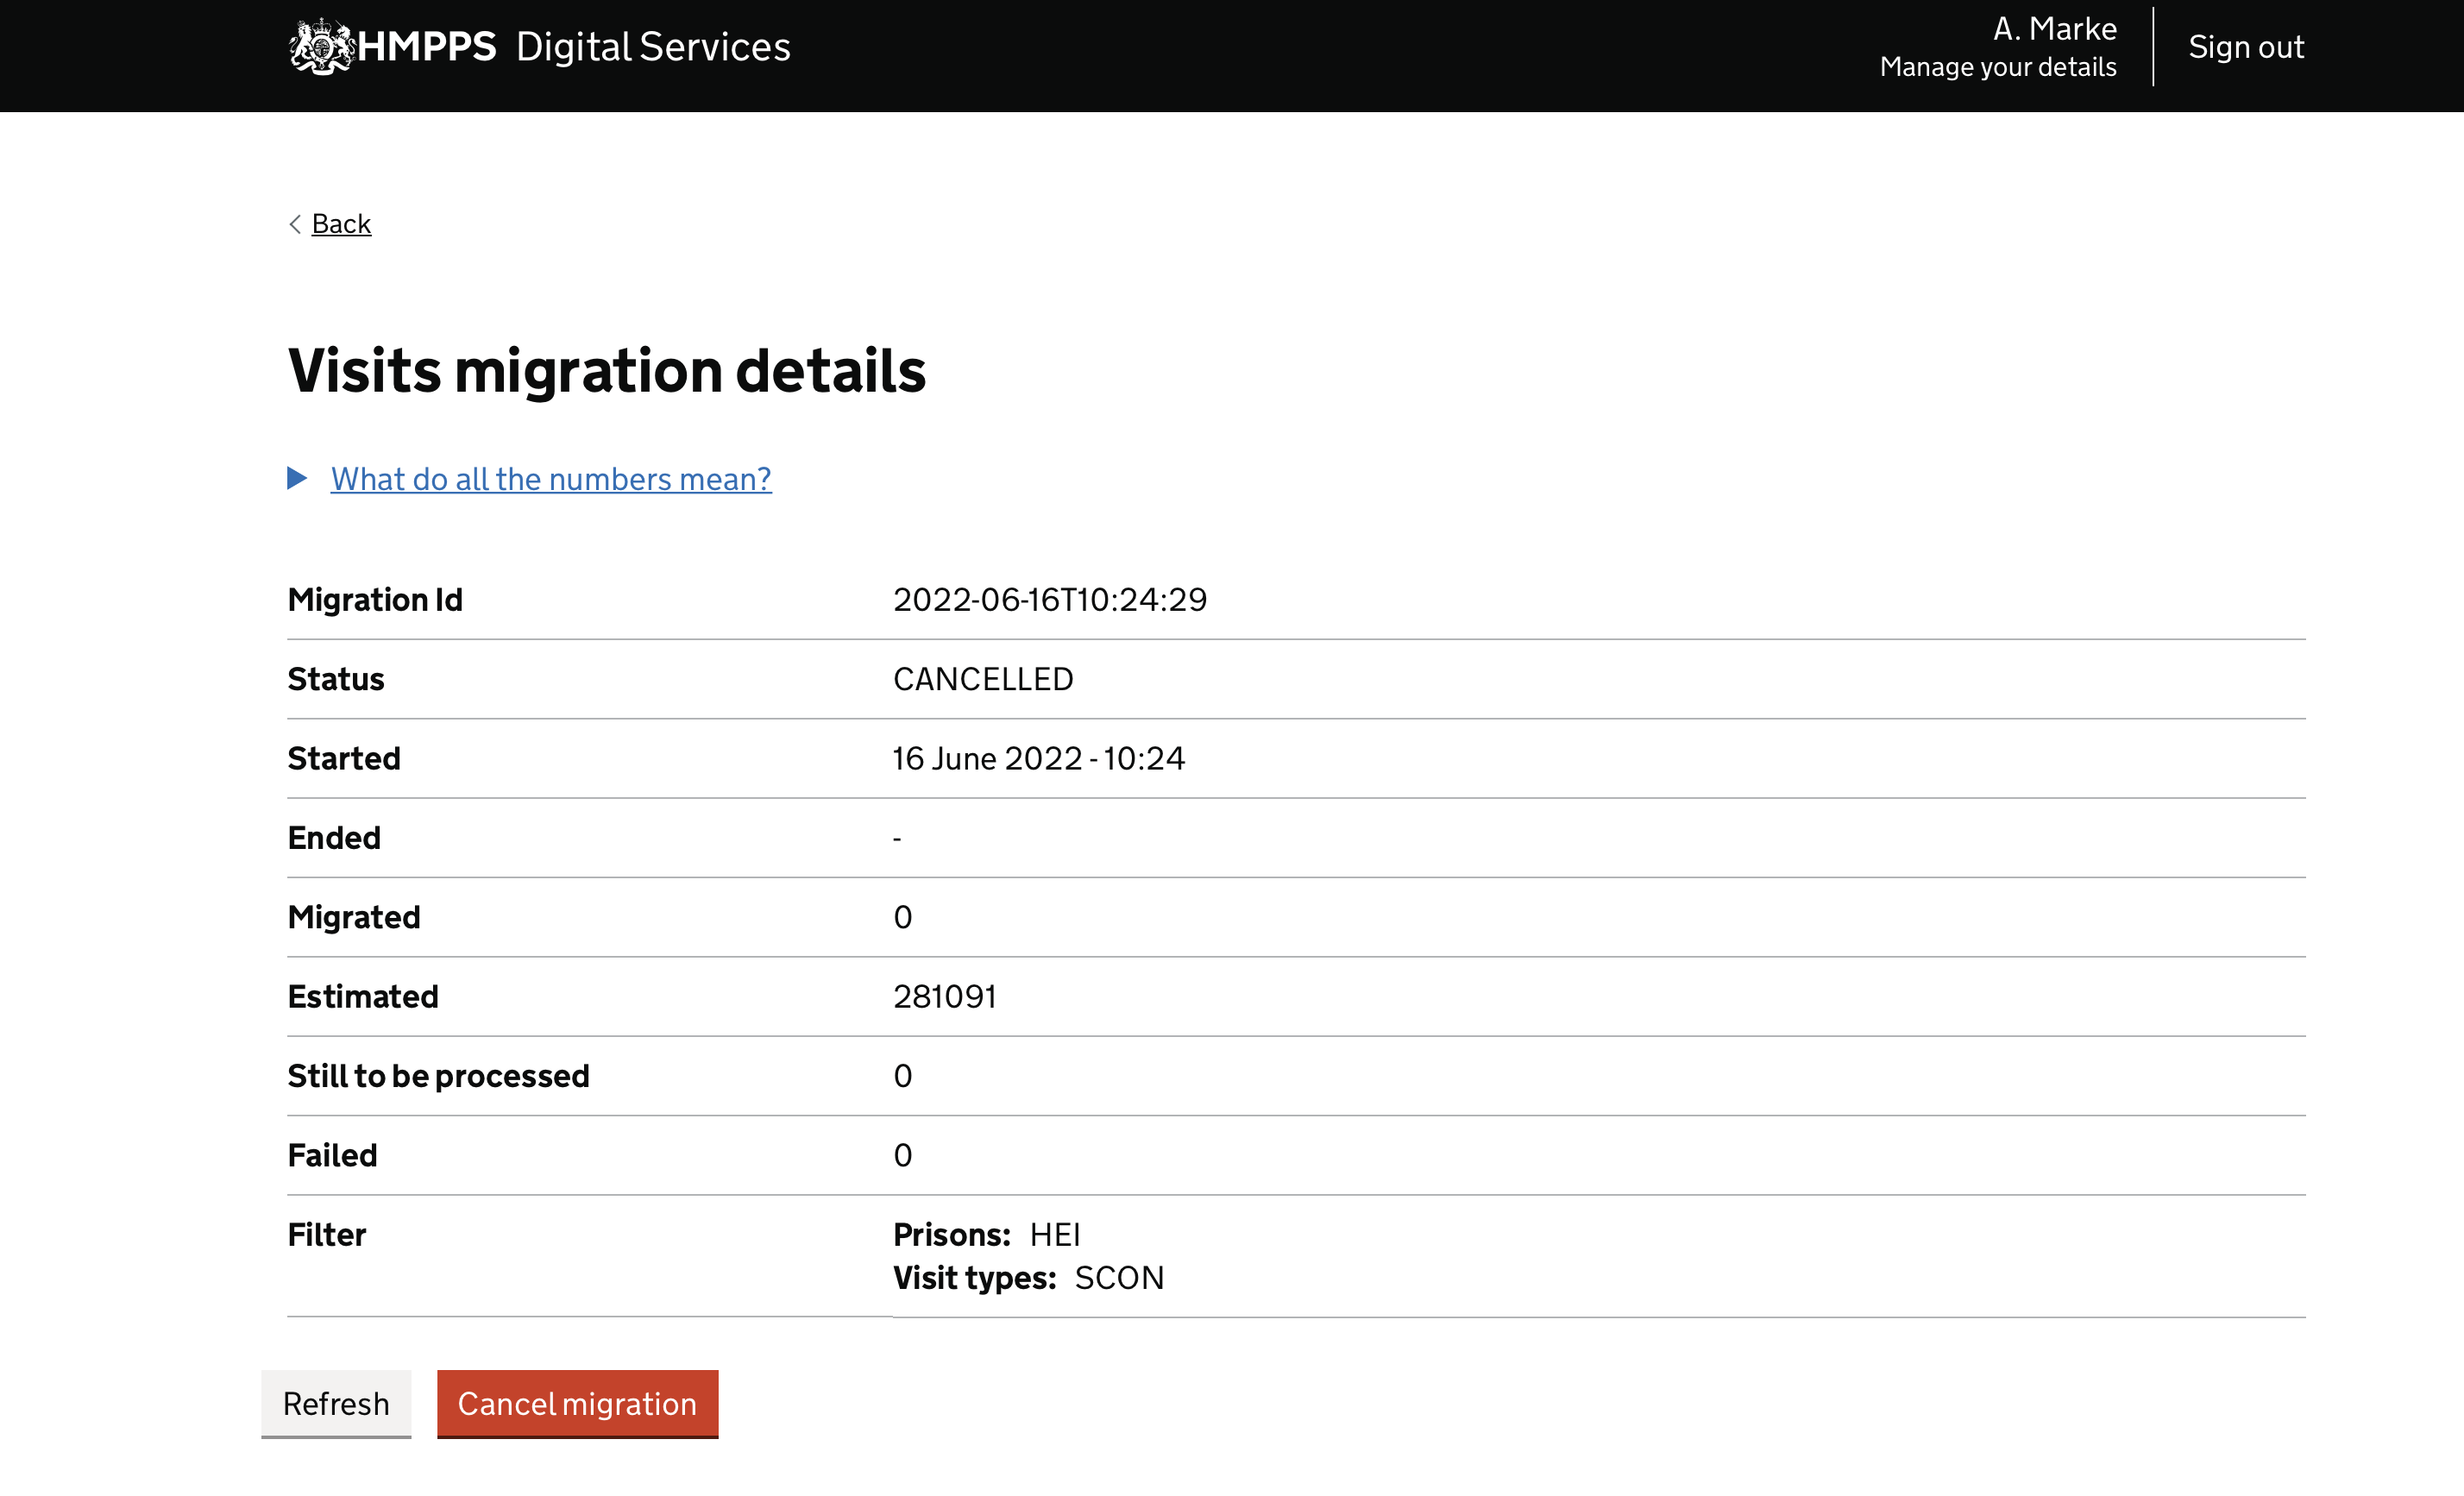 HMPPS Digital Services
A. Marke
Manage your details
Sign out
Back
Visits migration details
What do all the numbers mean?
Migration Id 2022-06-16T10:24:29
Status CANCELLED
Started 16 June 2022 - 10:24
Ended -
Migrated 0
Estimated 281091
Still to be processed 0
Failed 0
Filter Prisons: HEI
Visit types: SCON
Refresh Cancel migration